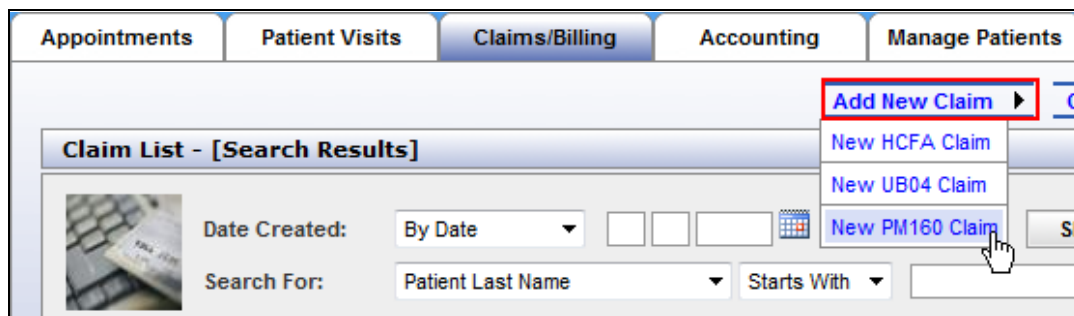 Appointments Patient Visits Claims/Billing Accounting Manage Patients
Add New Claim
Claim List - [Search Results]
New HCFA Claim
New UB04 Claim
New PM160 Claim
Date Created: By Date
Search For: Patient Last Name Starts With